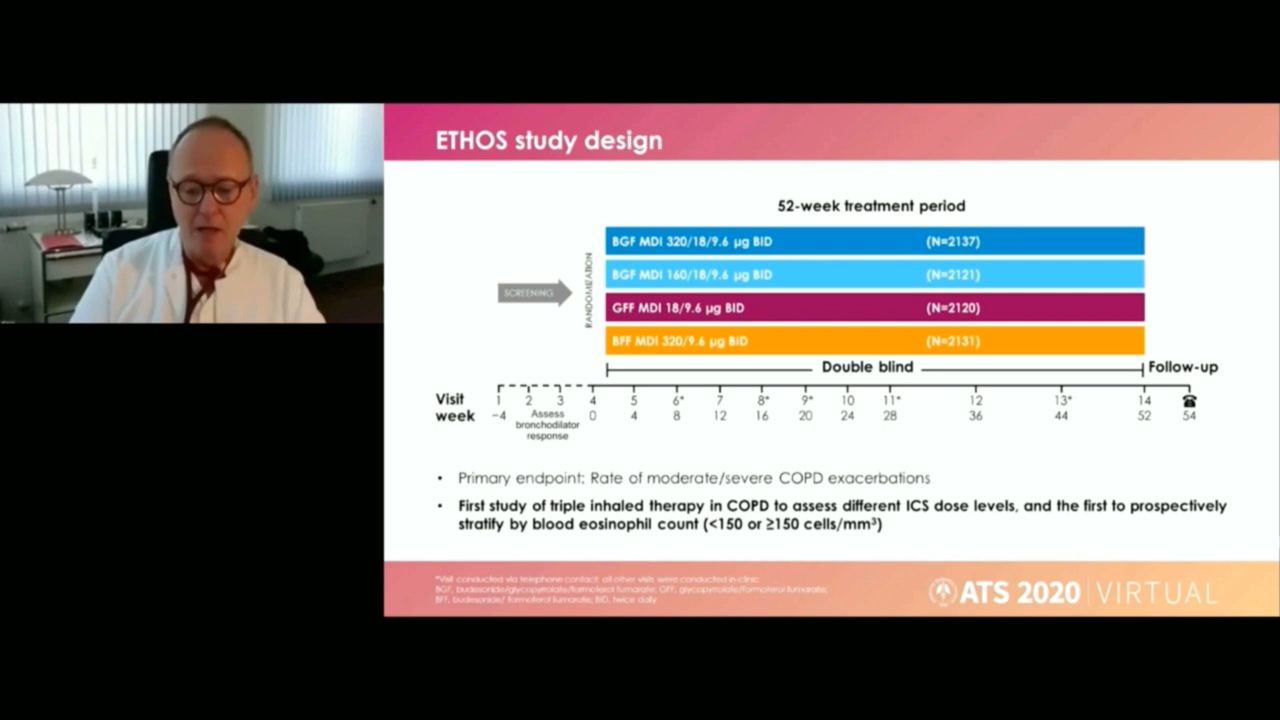 ETHOS study design
52-week treatment period
BGF MDI 320/18/9.6 µg BID (N=2137)
BGF MDI 160/18/9.6 µg BID (N=2121)
GFF MDI 18/9.6 µg BID (N=2120)
BFF MDI 320/9.6 µg BID (N=2131)
SCREENING
RANDOMIZATION
Double blind
Follow-up
Visit 1 2 3 4 5 6* 7 8* 9* 10 11* 12 13* 14
week −4 0 4 8 12 16 20 24 28 36 44 52 54
Assess
bronchodilator
response
• Primary endpoint: Rate of moderate/severe COPD exacerbations
• First study of triple inhaled therapy in COPD to assess different ICS dose levels, and the first to prospectively
stratify by blood eosinophil count (<150 or ≥150 cells/mm³)
*Visit conducted via telephone contact; all other visits were conducted in-clinic
BGF, budesonide/glycopyrrolate/formoterol fumarate; GFF, glycopyrrolate/formoterol fumarate;
BFF, budesonide/ formoterol fumarate; BID, twice daily
ATS 2020 | VIRTUAL